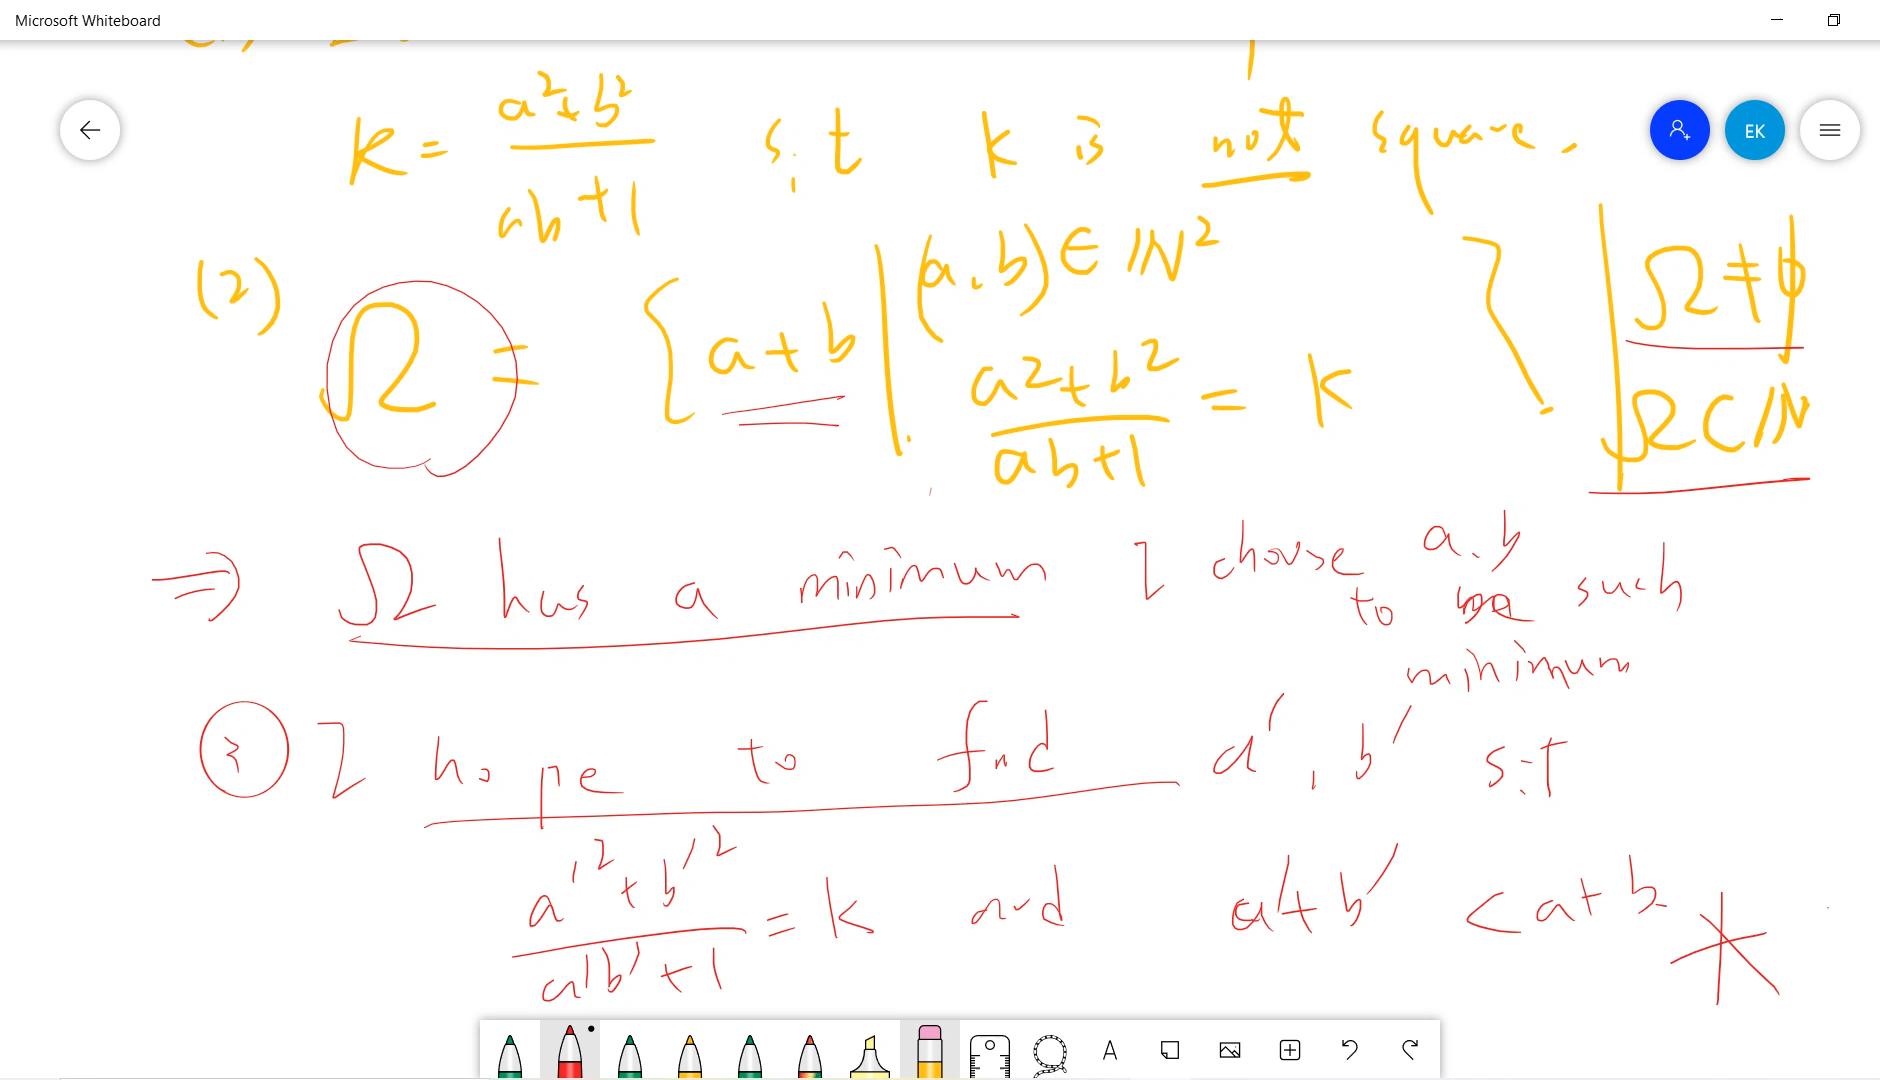 Microsoft Whiteboard
EK
k = (a² + b²)/(ab + 1) s.t k is not square.
(2) Ω = { a + b | (a, b) ∈ ℕ², (a² + b²)/(ab + 1) = k }. Ω ≠ φ
Ω ⊂ ℕ
⇒ Ω has a minimum I choose a, b
to such
minimum
③ I hope to find a', b' s.t
(a'² + b'²)/(a'b' + 1) = k and a' + b' < a + b
A